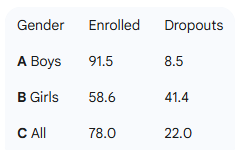 Gender Enrolled Dropouts
A Boys 91.5 8.5
B Girls 58.6 41.4
C All 78.0 22.0